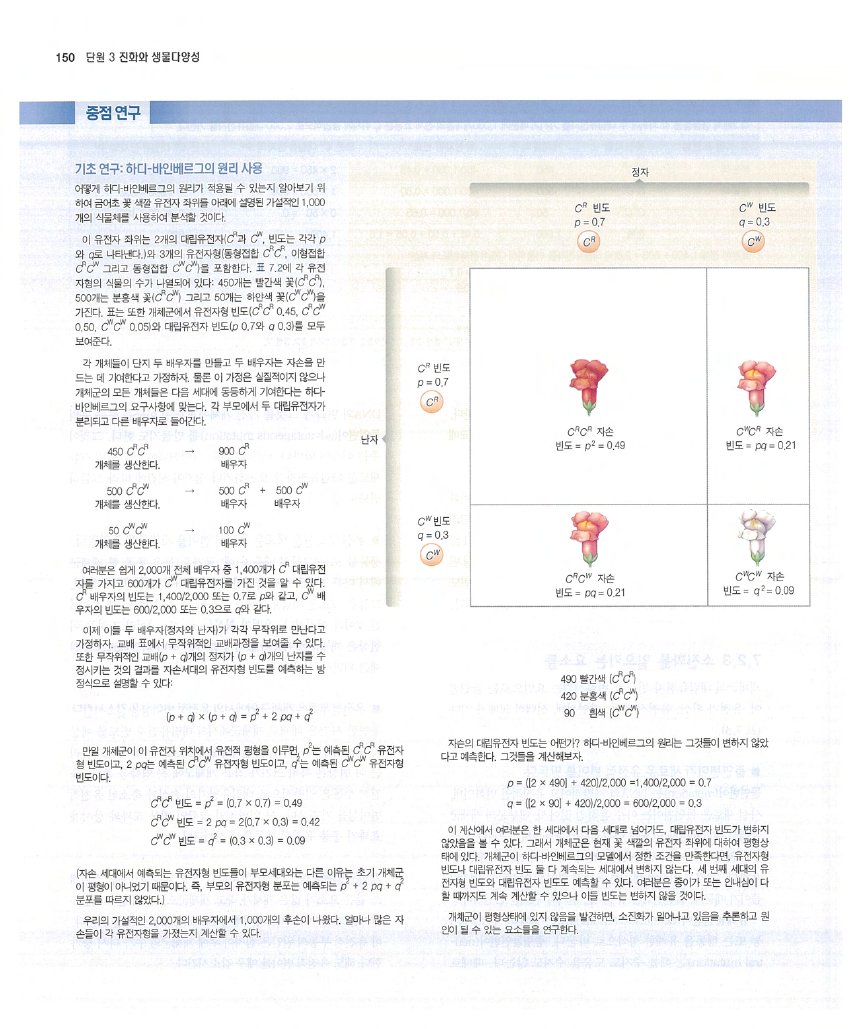 150 단원 3 진화와 생물다양성
중점 연구
기초 연구: 하디-바인베르그의 원리 사용
어떻게 하디-바인베르그의 원리가 적용될 수 있는지 알아보기 위
하여 금어초 꽃 색깔 유전자 좌위를 아래에 설명된 가설적인 1,000
개의 식물체를 사용하여 분석할 것이다.
이 유전자 좌위는 2개의 대립유전자(C^R과 C^W, 빈도는 각각 p
와 q로 나타낸다.)와 3개의 유전자형(동형접합 C^RC^R, 이형접합
C^RC^W 그리고 동형접합 C^WC^W)을 포함한다. 표 7.2에 각 유전
자형의 식물의 수가 나열되어 있다: 450개는 빨간색 꽃(C^RC^R),
500개는 분홍색 꽃(C^RC^W) 그리고 50개는 하얀색 꽃(C^WC^W)을
가진다. 표는 또한 개체군에서 유전자형 빈도(C^RC^R 0.45, C^RC^W
0.50, C^WC^W 0.05)와 대립유전자 빈도(p 0.7와 q 0.3)를 모두
보여준다.
각 개체들이 단지 두 배우자를 만들고 두 배우자는 자손을 만
드는 데 기여한다고 가정하자. 물론 이 가정은 실질적이지 않으나
개체군의 모든 개체들은 다음 세대에 동등하게 기여한다는 하디-
바인베르그의 요구사항에 맞는다. 각 부모에서 두 대립유전자가
분리되고 다른 배우자로 들어간다.
450 C^RC^R → 900 C^R
개체를 생산한다. 배우자
500 C^RC^W → 500 C^R + 500 C^W
개체를 생산한다. 배우자 배우자
50 C^WC^W → 100 C^W
개체를 생산한다. 배우자
여러분은 쉽게 2,000개 전체 배우자 중 1,400개가 C^R 대립유전
자를 가지고 600개가 C^W 대립유전자를 가진 것을 알 수 있다.
C^R 배우자의 빈도는 1,400/2,000 또는 0.7로 p와 같고, C^W 배
우자의 빈도는 600/2,000 또는 0.3으로 q와 같다.
이제 이들 두 배우자(정자와 난자)가 각각 무작위로 만난다고
가정하자. 교배 표에서 무작위적인 교배과정을 보여줄 수 있다.
또한 무작위적인 교배(p + q)개의 정자가 (p + q)개의 난자를 수
정시키는 것의 결과를 자손세대의 유전자형 빈도를 예측하는 방
정식으로 설명할 수 있다:
(p + q) × (p + q) = p² + 2 pq + q²
만일 개체군이 이 유전자 위치에서 유전적 평형을 이루면, p²는 예측된 C^RC^R 유전자
형 빈도이고, 2 pq는 예측된 C^RC^W 유전자형 빈도이고, q²는 예측된 C^WC^W 유전자형
빈도이다.
C^RC^R 빈도 = p² = (0.7 × 0.7) = 0.49
C^RC^W 빈도 = 2 pq = 2(0.7 × 0.3) = 0.42
C^WC^W 빈도 = q² = (0.3 × 0.3) = 0.09
(자손 세대에서 예측되는 유전자형 빈도들이 부모세대와는 다른 이유는 초기 개체군
이 평형이 아니었기 때문이다. 즉, 부모의 유전자형 분포는 예측되는 p² + 2 pq + q²
분포를 따르지 않았다.)
우리의 가설적인 2,000개의 배우자에서 1,000개의 후손이 나왔다. 얼마나 많은 자
손들이 각 유전자형을 가졌는지 계산할 수 있다.
정자
C^R 빈도
p = 0.7
C^R
C^W 빈도
q = 0.3
C^W
난자
C^R 빈도
p = 0.7
C^R
C^RC^R 자손
빈도 = p² = 0.49
C^WC^R 자손
빈도 = pq = 0.21
C^W 빈도
q = 0.3
C^W
C^RC^W 자손
빈도 = pq = 0.21
C^WC^W 자손
빈도 = q² = 0.09
490 빨간색 (C^RC^R)
420 분홍색 (C^RC^W)
90 흰색 (C^WC^W)
자손의 대립유전자 빈도는 어떤가? 하디-바인베르그의 원리는 그것들이 변하지 않았
다고 예측한다. 그것들을 계산해보자.
p = ([2 × 490] + 420)/2,000 =1,400/2,000 = 0.7
q = ([2 × 90] + 420)/2,000 = 600/2,000 = 0.3
이 계산에서 여러분은 한 세대에서 다음 세대로 넘어가도, 대립유전자 빈도가 변하지
않았음을 볼 수 있다. 그래서 개체군은 현재 꽃 색깔의 유전자 좌위에 대하여 평형상
태에 있다. 개체군이 하디-바인베르그의 모델에서 정한 조건을 만족한다면, 유전자형
빈도나 대립유전자 빈도 둘 다 계속되는 세대에서 변하지 않는다. 세 번째 세대의 유
전자형 빈도와 대립유전자 빈도도 예측할 수 있다. 여러분은 종이가 또는 인내심이 다
할 때까지도 계속 계산할 수 있으나 이들 빈도는 변하지 않을 것이다.
개체군이 평형상태에 있지 않음을 발견하면, 소진화가 일어나고 있음을 추론하고 원
인이 될 수 있는 요소들을 연구한다.